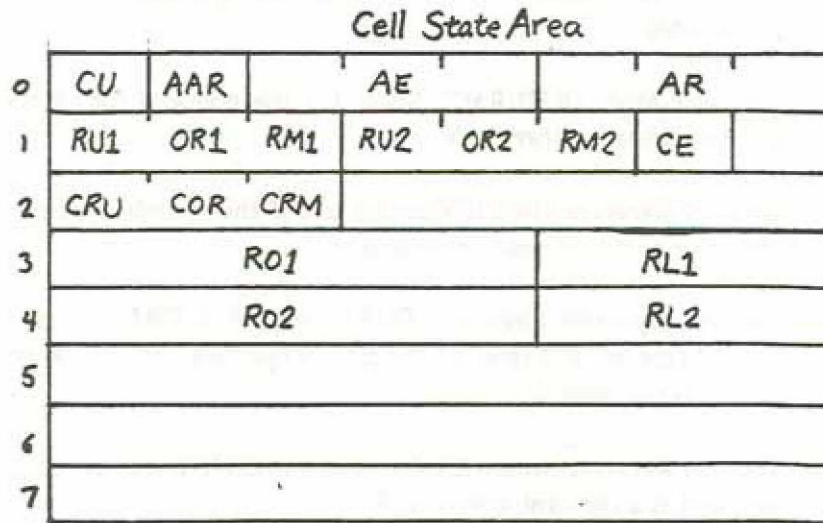 Cell State Area
0 CU AAR AE AR
1 RU1 OR1 RM1 RU2 OR2 RM2 CE
2 CRU COR CRM
3 RO1 RL1
4 RO2 RL2
5
6
7